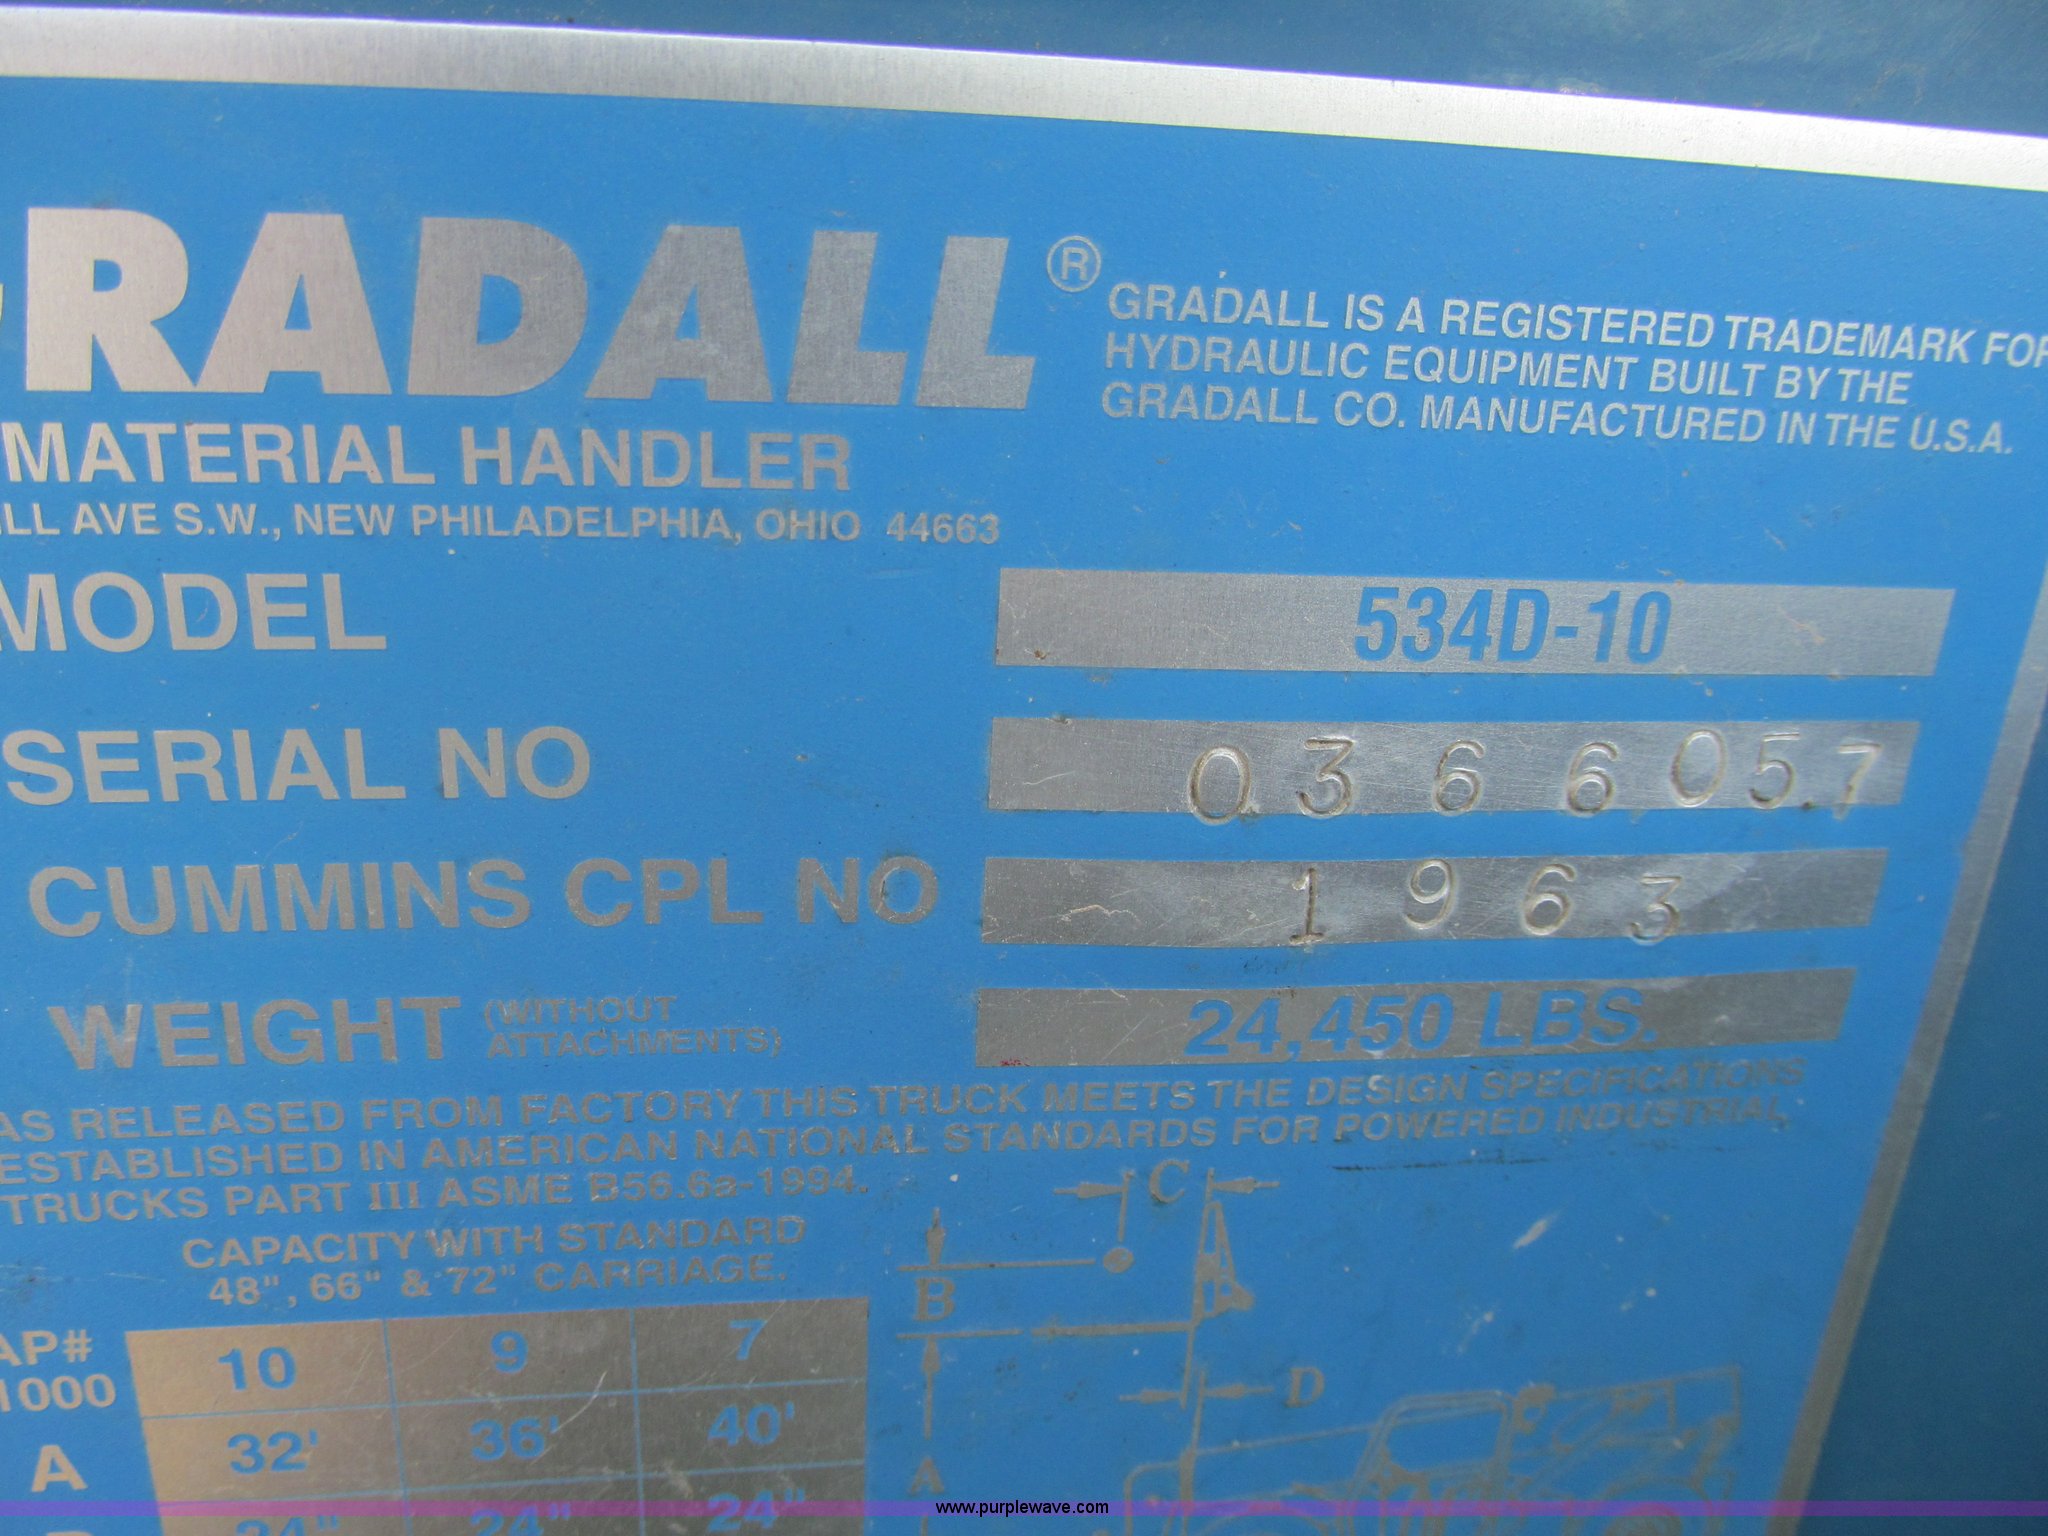 GRADALL®
MATERIAL HANDLER
AVE S.W., NEW PHILADELPHIA, OHIO 44663
GRADALL IS A REGISTERED TRADEMARK FOR
HYDRAULIC EQUIPMENT BUILT BY THE
GRADALL CO. MANUFACTURED IN THE U.S.A.
MODEL 534D-10
SERIAL NO 0366057
CUMMINS CPL NO 1963
WEIGHT (WITHOUT ATTACHMENTS) 24,450 LBS.
AS RELEASED FROM FACTORY THIS TRUCK MEETS THE DESIGN SPECIFICATIONS
ESTABLISHED IN AMERICAN NATIONAL STANDARDS FOR POWERED INDUSTRIAL
TRUCKS PART III ASME B56.6a-1994.
CAPACITY WITH STANDARD
48", 66" & 72" CARRIAGE.
AP# 1000 10 9 7
A 32' 36' 40'
24" 24" 24"
C
B
D
A
www.purplewave.com